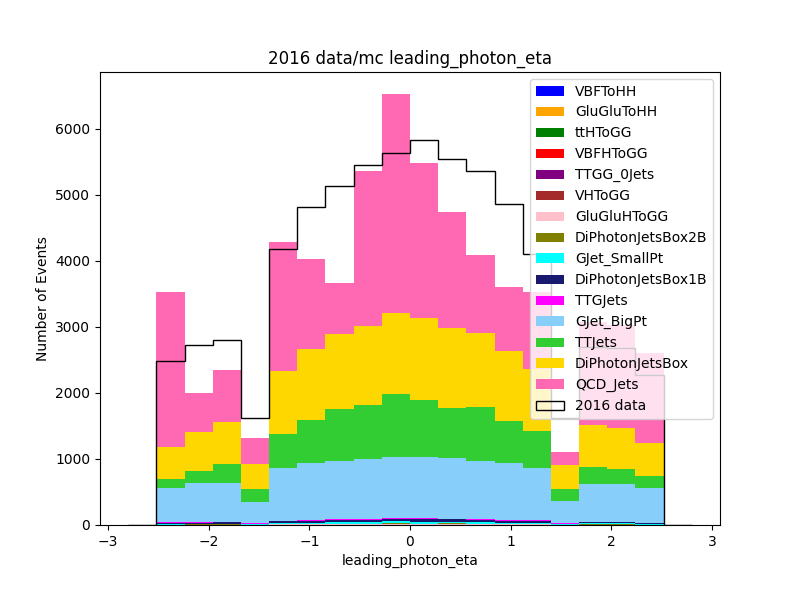 2016 data/mc leading_photon_eta
Number of Events
6000
5000
4000
3000
2000
1000
0
−3
−2
−1
0
1
2
3
leading_photon_eta
VBFToHH
GluGluToHH
ttHToGG
VBFHToGG
TTGG_0Jets
VHToGG
GluGluHToGG
DiPhotonJetsBox2B
GJet_SmallPt
DiPhotonJetsBox1B
TTGJets
GJet_BigPt
TTJets
DiPhotonJetsBox
QCD_Jets
2016 data